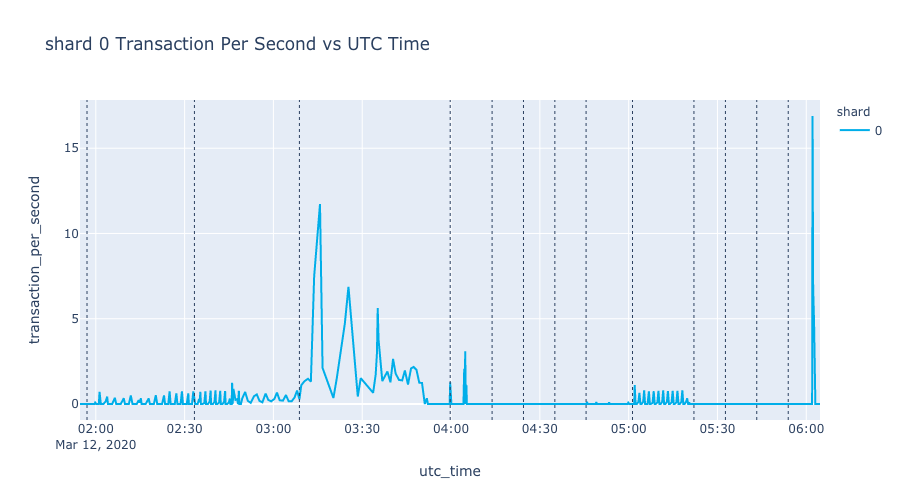 shard 0 Transaction Per Second vs UTC Time
shard
0
transaction_per_second
15
10
5
0
02:00
02:30
03:00
03:30
04:00
04:30
05:00
05:30
06:00
Mar 12, 2020
utc_time